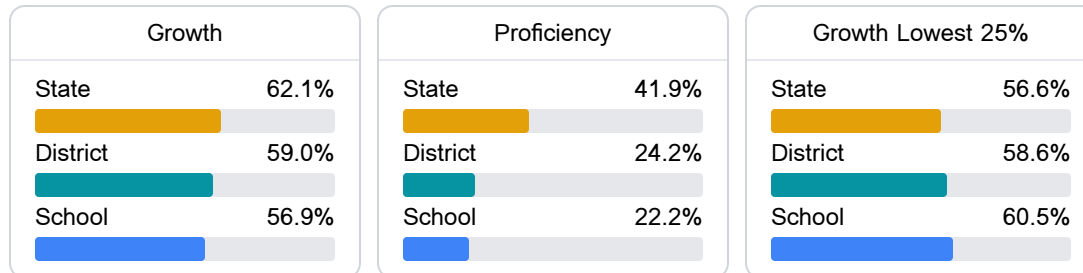 Growth
State 62.1%
District 59.0%
School 56.9%
Proficiency
State 41.9%
District 24.2%
School 22.2%
Growth Lowest 25%
State 56.6%
District 58.6%
School 60.5%